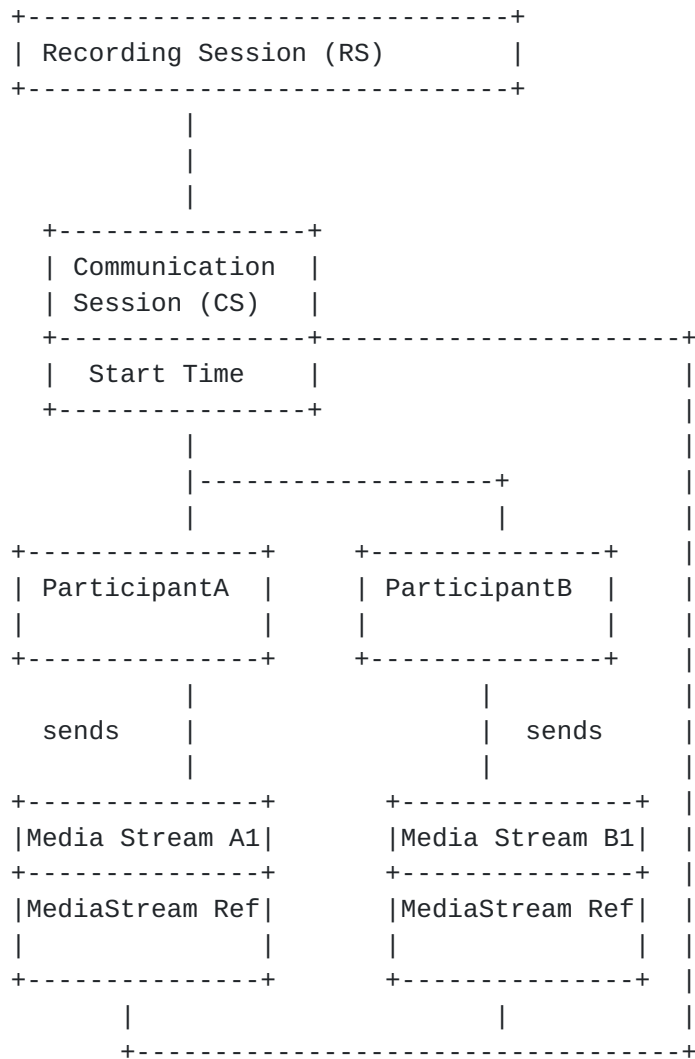 Recording Session (RS)
Communication
Session (CS)
Start Time
ParticipantA ParticipantB
sends sends
Media Stream A1 Media Stream B1
MediaStream Ref MediaStream Ref